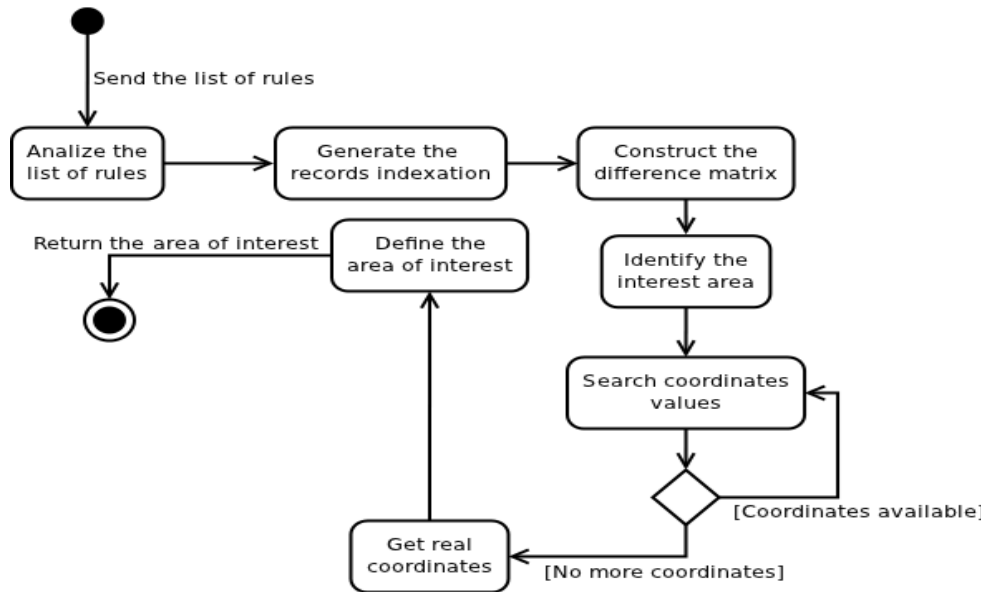 Send the list of rules
Analize the
list of rules
Generate the
records indexation
Construct the
difference matrix
Identify the
interest area
Search coordinates
values
[Coordinates available]
[No more coordinates]
Get real
coordinates
Define the
area of interest
Return the area of interest